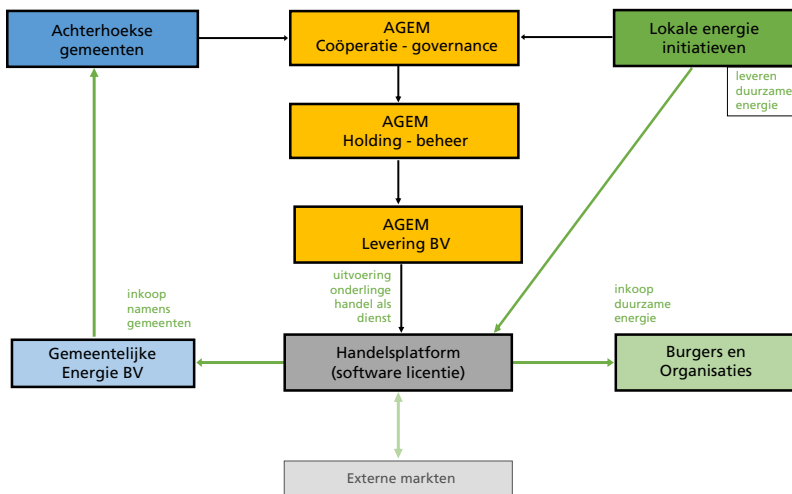 Achterhoekse
gemeenten
AGEM
Coöperatie - governance
Lokale energie
initiatieven
leveren
duurzame
energie
AGEM
Holding - beheer
AGEM
Levering BV
uitvoering
onderlinge
handel als
dienst
inkoop
namens
gemeenten
inkoop
duurzame
energie
Gemeentelijke
Energie BV
Handelsplatform
(software licentie)
Burgers en
Organisaties
Externe markten